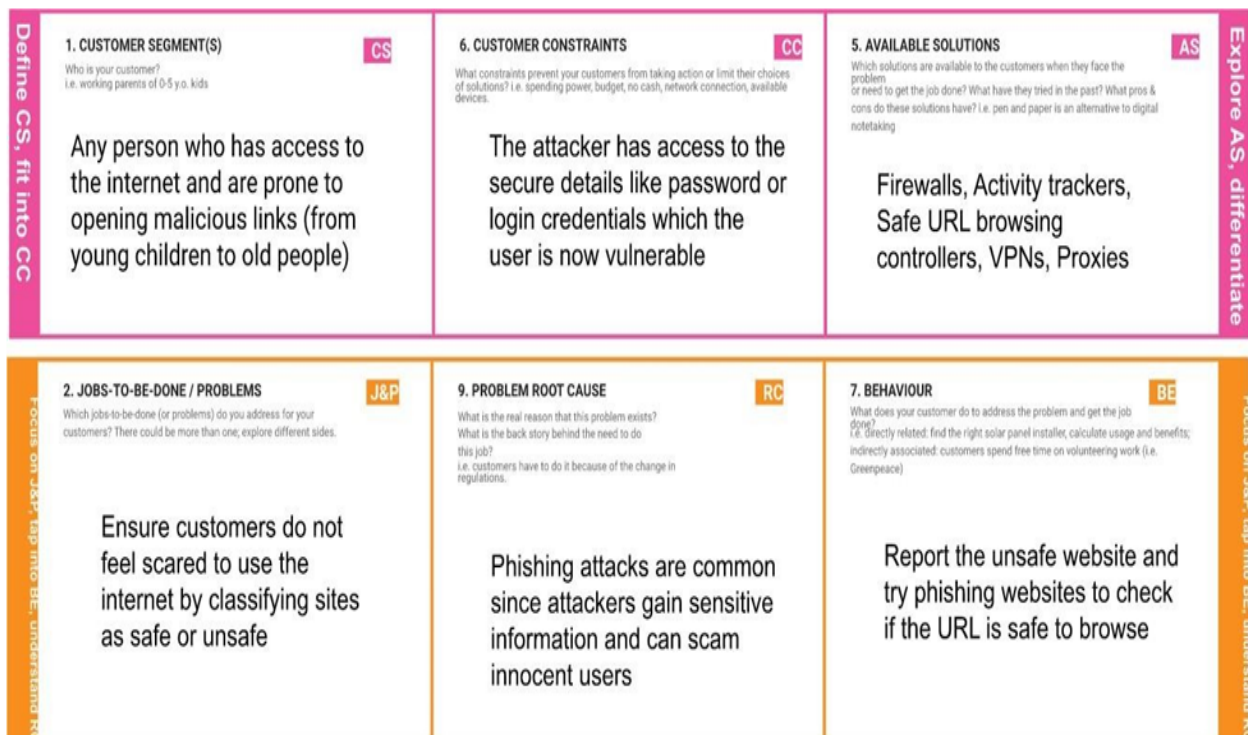 Define CS, fit into CC
1. CUSTOMER SEGMENT(S)
CS
Who is your customer?
i.e. working parents of 0-5 y.o. kids
Any person who has access to
the internet and are prone to
opening malicious links (from
young children to old people)
6. CUSTOMER CONSTRAINTS
CC
What constraints prevent your customers from taking action or limit their choices
of solutions? i.e. spending power, budget, no cash, network connection, available
devices.
The attacker has access to the
secure details like password or
login credentials which the
user is now vulnerable
5. AVAILABLE SOLUTIONS
AS
Which solutions are available to the customers when they face the
problem
or need to get the job done? What have they tried in the past? What pros &
cons do these solutions have? i.e. pen and paper is an alternative to digital
notetaking
Firewalls, Activity trackers,
Safe URL browsing
controllers, VPNs, Proxies
Explore AS, differentiate
Focus on J&P, tap into BE, understand
2. JOBS-TO-BE-DONE / PROBLEMS
J&P
Which jobs-to-be-done (or problems) do you address for your
customers? There could be more than one; explore different sides.
Ensure customers do not
feel scared to use the
internet by classifying sites
as safe or unsafe
9. PROBLEM ROOT CAUSE
RC
What is the real reason that this problem exists?
What is the back story behind the need to do
this job?
i.e. customers have to do it because of the change in
regulations.
Phishing attacks are common
since attackers gain sensitive
information and can scam
innocent users
7. BEHAVIOUR
BE
What does your customer do to address the problem and get the job
done?
i.e. directly related: find the right solar panel installer, calculate usage and benefits;
indirectly associated: customers spend free time on volunteering work (i.e.
Greenpeace)
Report the unsafe website and
try phishing websites to check
if the URL is safe to browse
Focus on J&P, tap into BE, understand